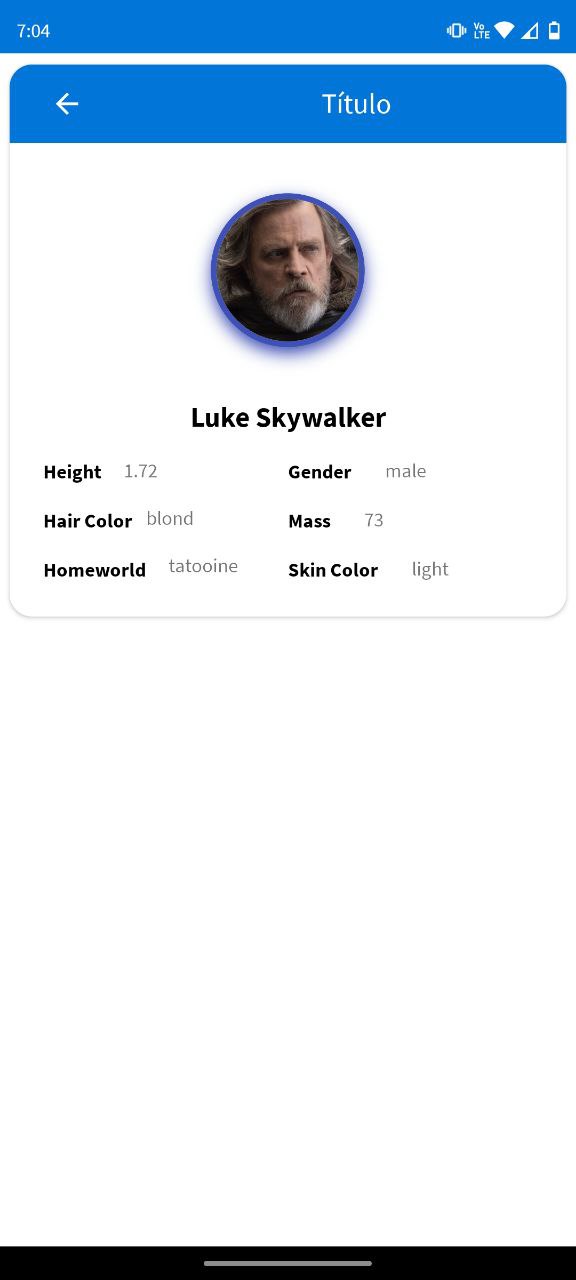 7:04
Vo LTE
Título
Luke Skywalker
Height 1.72 Gender male
Hair Color blond Mass 73
Homeworld tatooine Skin Color light